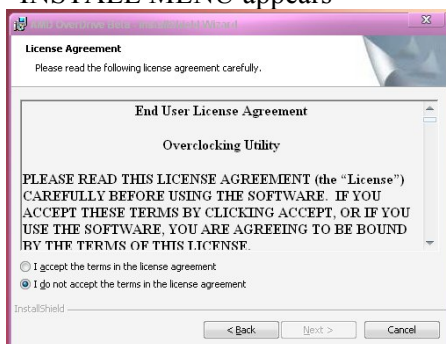 INSTALL MENU appears
License Agreement
Please read the following license agreement carefully.
End User License Agreement
Overclocking Utility
PLEASE READ THIS LICENSE AGREEMENT (the “License”)
CAREFULLY BEFORE USING THE SOFTWARE. IF YOU
ACCEPT THESE TERMS BY CLICKING ACCEPT, OR IF YOU
USE THE SOFTWARE, YOU ARE AGREEING TO BE BOUND
BY THE TERMS OF THIS LICENSE.
I accept the terms in the license agreement
I do not accept the terms in the license agreement
InstallShield
< Back Next > Cancel